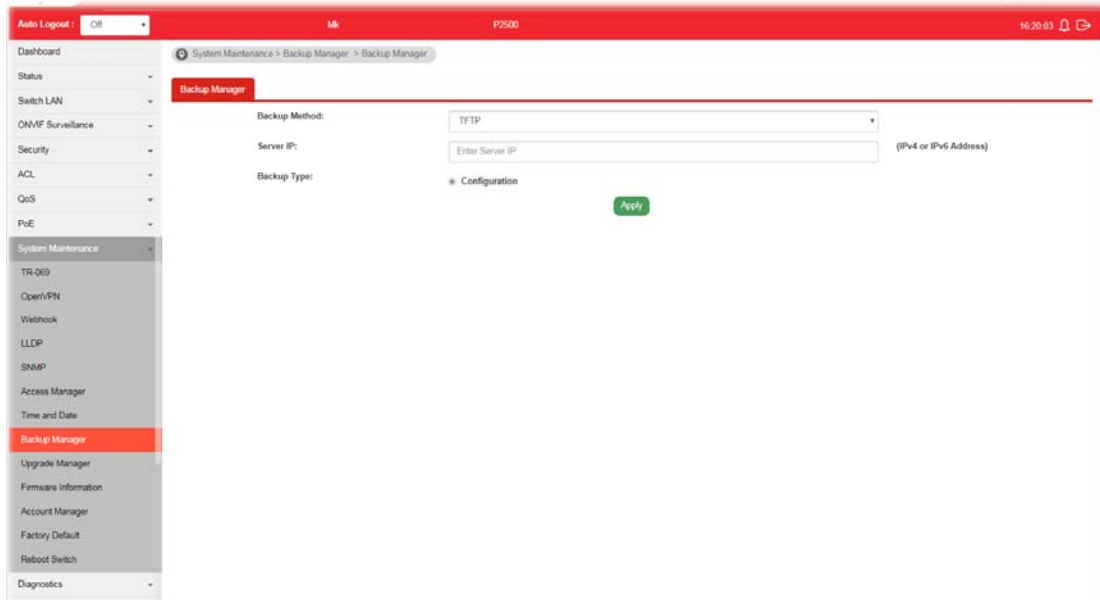 Auto Logout : Off Mk P2500 16:20:03
Dashboard
Status
Switch LAN
ONVIF Surveillance
Security
ACL
QoS
PoE
System Maintenance
TR-069
OpenVPN
Webhook
LLDP
SNMP
Access Manager
Time and Date
Backup Manager
Upgrade Manager
Firmware Information
Account Manager
Factory Default
Reboot Switch
Diagnostics
System Maintenance > Backup Manager > Backup Manager
Backup Manager
Backup Method: TFTP
Server IP: Enter Server IP (IPv4 or IPv6 Address)
Backup Type: Configuration
Apply